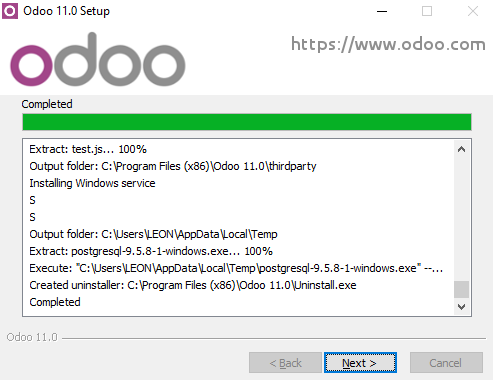 Odoo 11.0 Setup
odoo
https://www.odoo.com
Completed
Extract: test.js... 100%
Output folder: C:\Program Files (x86)\Odoo 11.0\thirdparty
Installing Windows service
S
S
Output folder: C:\Users\LEON\AppData\Local\Temp
Extract: postgresql-9.5.8-1-windows.exe... 100%
Execute: "C:\Users\LEON\AppData\Local\Temp\postgresql-9.5.8-1-windows.exe" --...
Created uninstaller: C:\Program Files (x86)\Odoo 11.0\Uninstall.exe
Completed
Odoo 11.0
< Back
Next >
Cancel